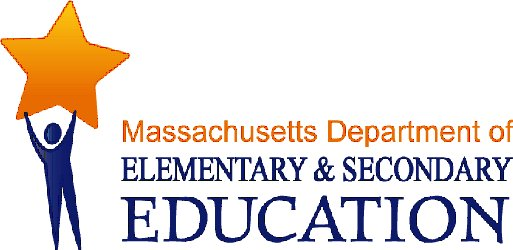 Massachusetts Department of
ELEMENTARY & SECONDARY
EDUCATION